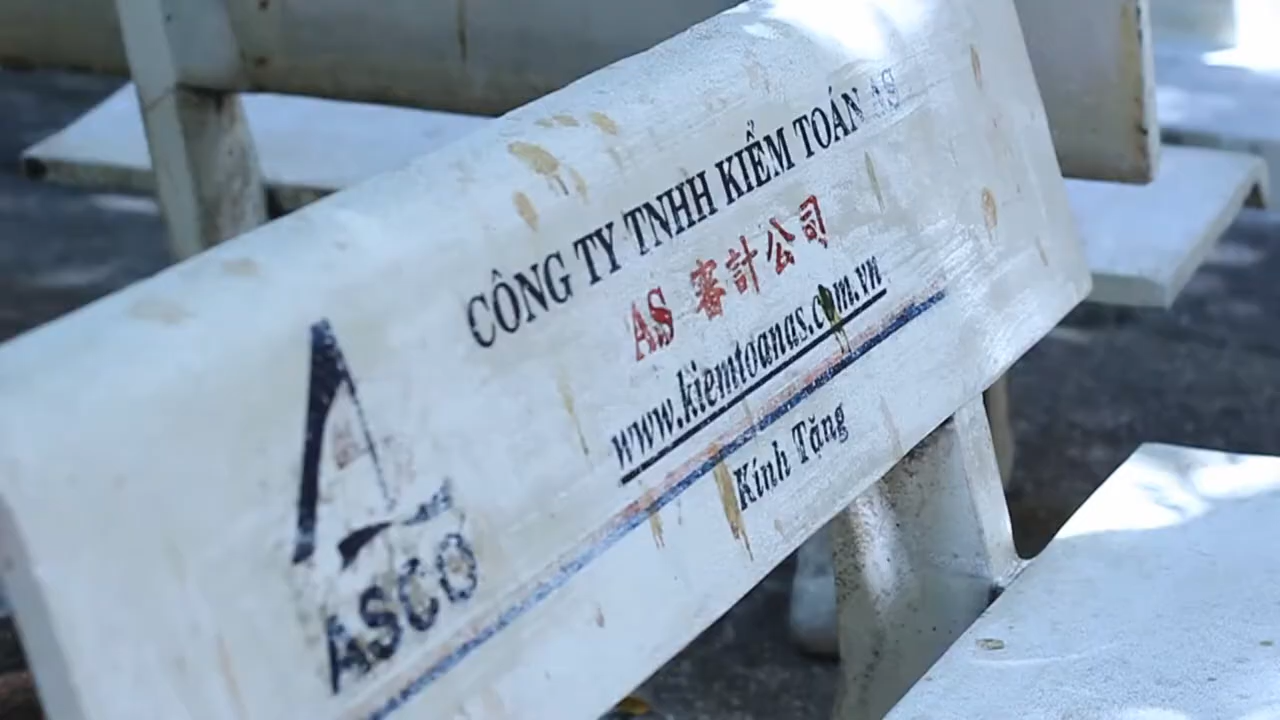 CÔNG TY TNHH KIỂM TOÁN AS
AS 審計公司
www.kiemtoanas.com.vn
Kính Tặng
ASCO